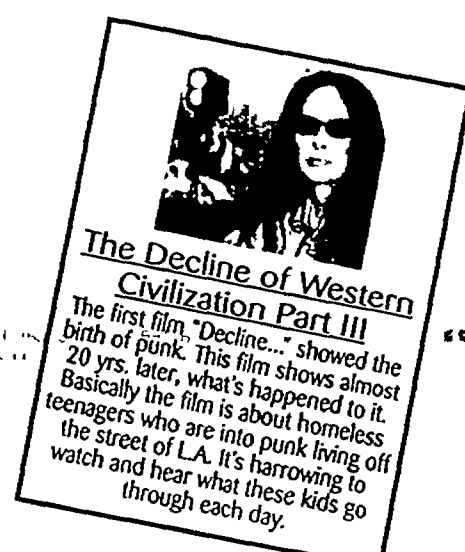 The Decline of Western
Civilization Part III
The first film, "Decline..." showed the
birth of punk. This film shows almost
20 yrs. later, what's happened to it.
Basically the film is about homeless
teenagers who are into punk living off
the street of L.A. It's harrowing to
watch and hear what these kids go
through each day.